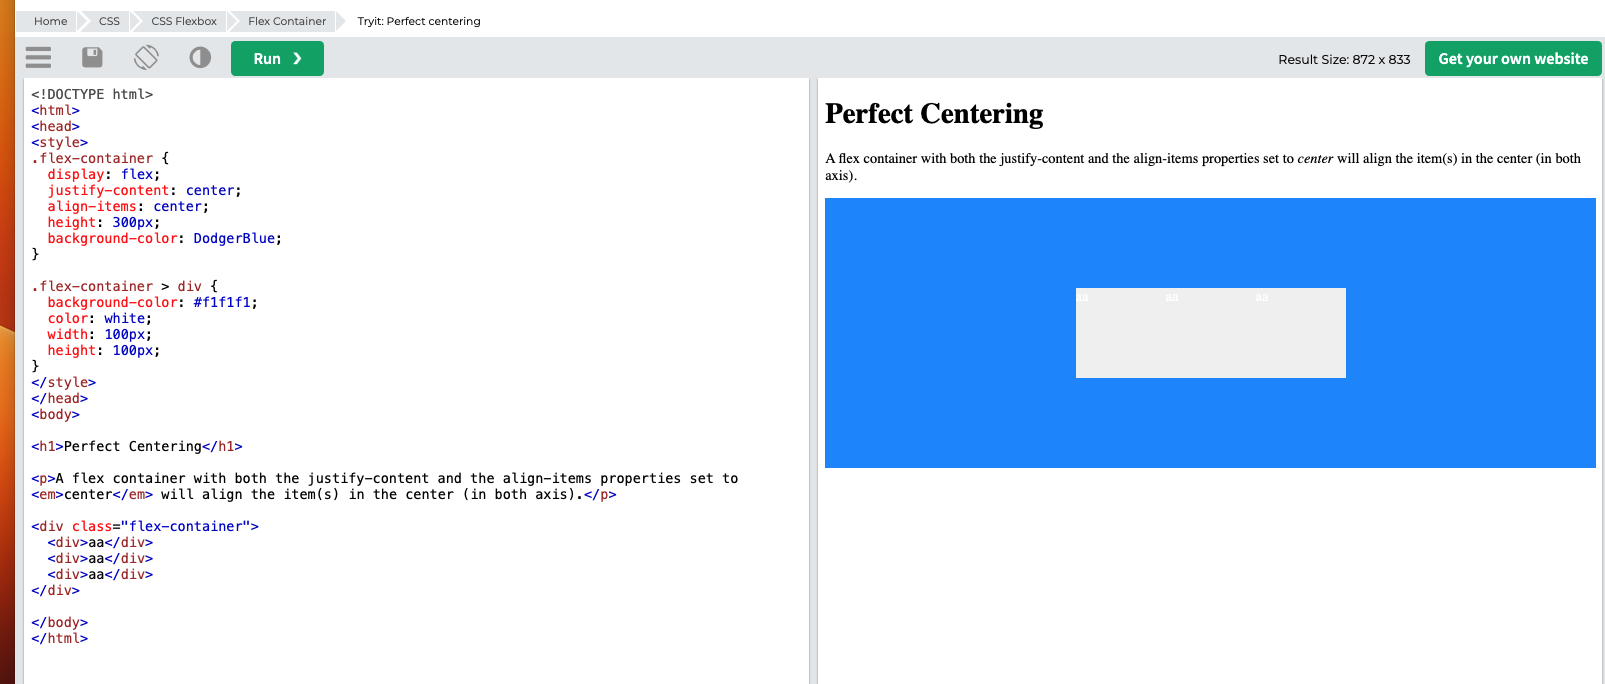 Home CSS CSS Flexbox Flex Container Tryit: Perfect centering
Run ❯ Result Size: 872 x 833 Get your own website
<!DOCTYPE html>
<html>
<head>
<style>
.flex-container {
  display: flex;
  justify-content: center;
  align-items: center;
  height: 300px;
  background-color: DodgerBlue;
}

.flex-container > div {
  background-color: #f1f1f1;
  color: white;
  width: 100px;
  height: 100px;
}
</style>
</head>
<body>

<h1>Perfect Centering</h1>

<p>A flex container with both the justify-content and the align-items properties set to
<em>center</em> will align the item(s) in the center (in both axis).</p>

<div class="flex-container">
  <div>aa</div>
  <div>aa</div>
  <div>aa</div>
</div>

</body>
</html>
Perfect Centering
A flex container with both the justify-content and the align-items properties set to center will align the item(s) in the center (in both
axis).
aa aa aa